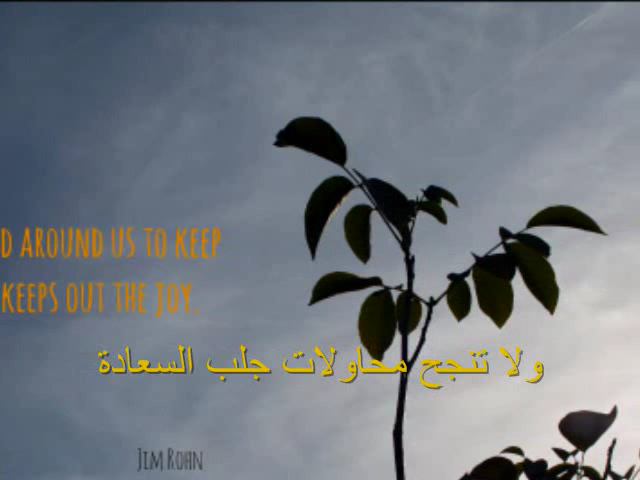 D AROUND US TO KEEP
KEEPS OUT THE JOY.
ولا تنجح محاولات جلب السعادة
JIM ROHN